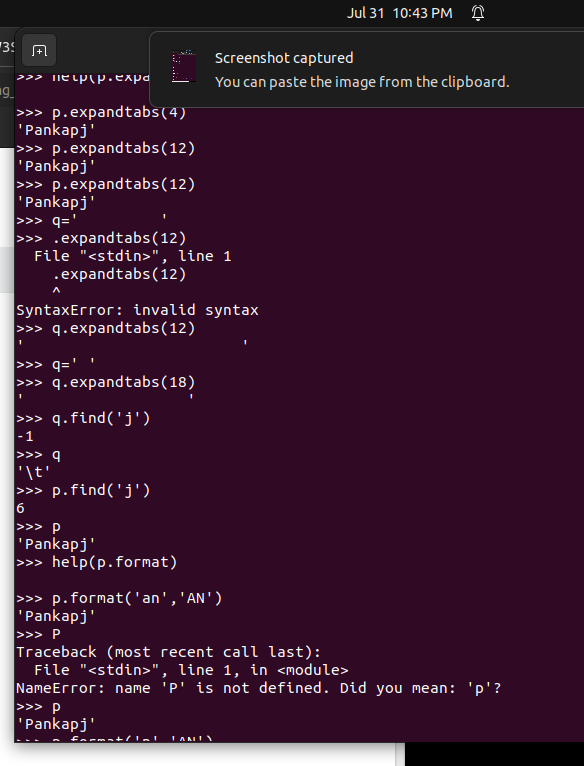 Jul 31 10:43 PM
Screenshot captured
You can paste the image from the clipboard.
>>> help(p.expa
>>> p.expandtabs(4)
'Pankapj'
>>> p.expandtabs(12)
'Pankapj'
>>> p.expandtabs(12)
'Pankapj'
>>> q='         '
>>> .expandtabs(12)
  File "<stdin>", line 1
    .expandtabs(12)
    ^
SyntaxError: invalid syntax
>>> q.expandtabs(12)
'                        '
>>> q=' '
>>> q.expandtabs(18)
'                  '
>>> q.find('j')
-1
>>> q
'\t'
>>> p.find('j')
6
>>> p
'Pankapj'
>>> help(p.format)
>>> p.format('an','AN')
'Pankapj'
>>> P
Traceback (most recent call last):
  File "<stdin>", line 1, in <module>
NameError: name 'P' is not defined. Did you mean: 'p'?
>>> p
'Pankapj'
>>> p.format('n','AN')